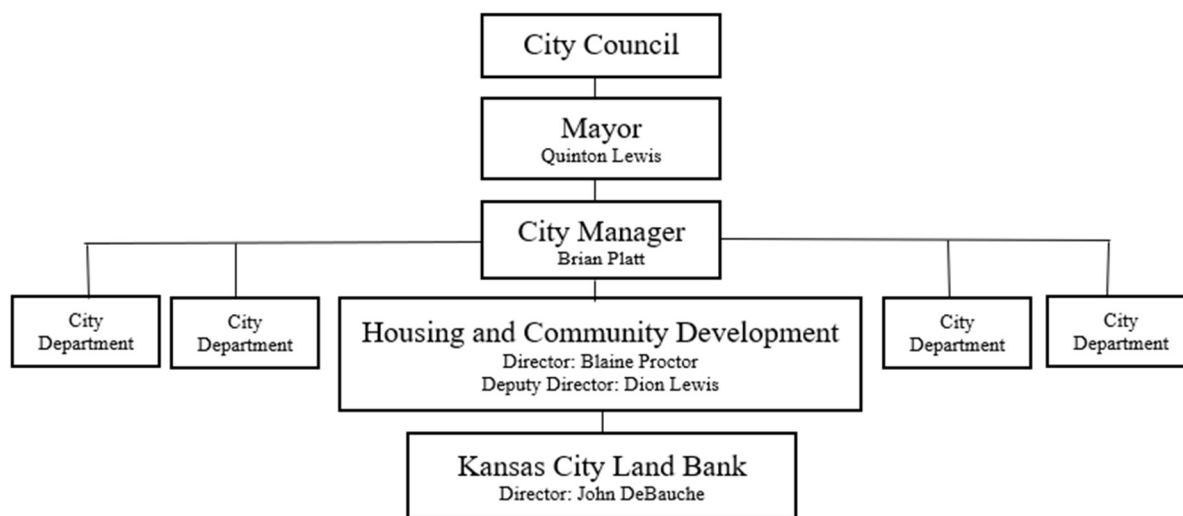 City Council
Mayor
Quinton Lewis
City Manager
Brian Platt
City
Department
City
Department
Housing and Community Development
Director: Blaine Proctor
Deputy Director: Dion Lewis
City
Department
City
Department
Kansas City Land Bank
Director: John DeBauche